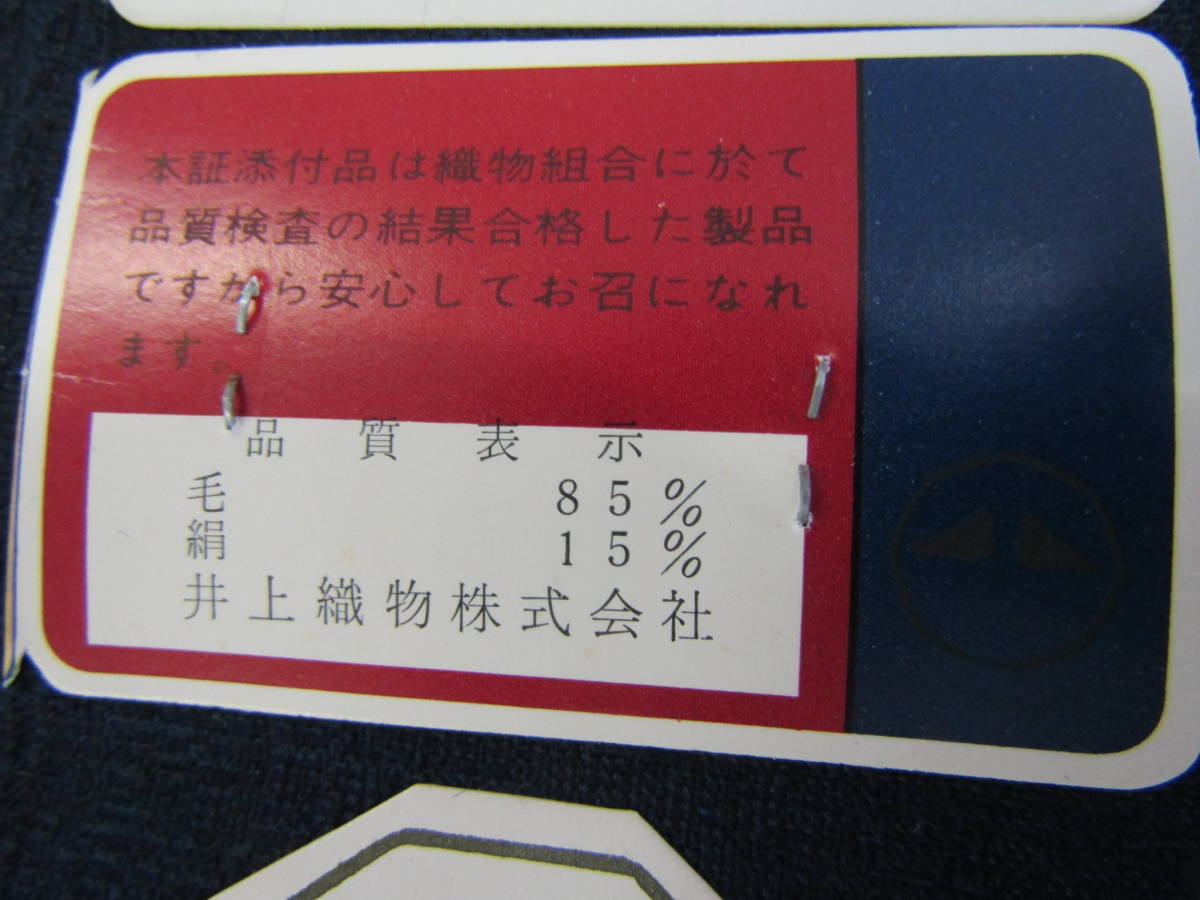 本証添付品は織物組合に於て
品質検査の結果合格した製品
ですから安心してお召になれ
ます。
品質表示
毛 85%
絹 15%
井上織物株式会社